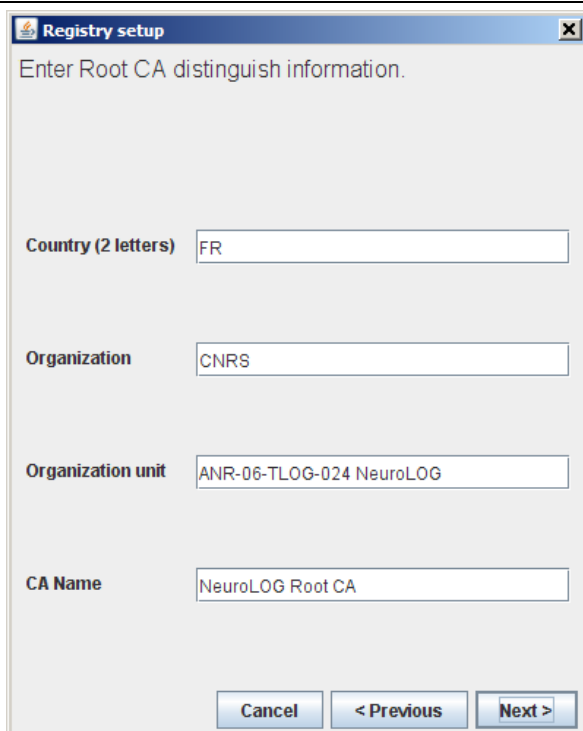 Registry setup
Enter Root CA distinguish information.
Country (2 letters) FR
Organization CNRS
Organization unit ANR-06-TLOG-024 NeuroLOG
CA Name NeuroLOG Root CA
Cancel < Previous Next >